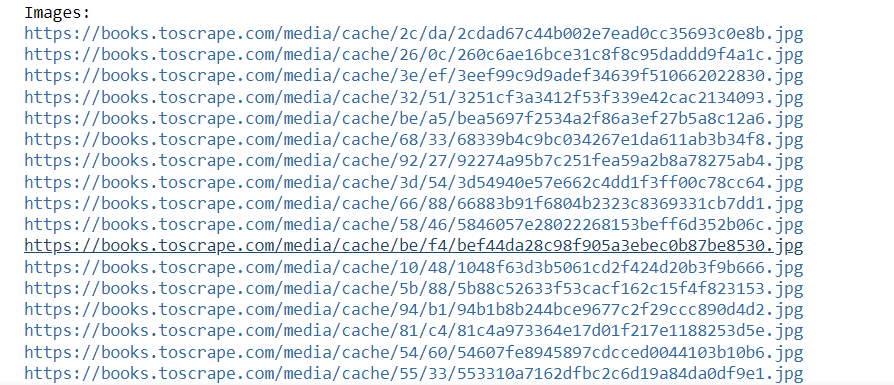 Images:
https://books.toscrape.com/media/cache/2c/da/2cdad67c44b002e7ead0cc35693c0e8b.jpg
https://books.toscrape.com/media/cache/26/0c/260c6ae16bce31c8f8c95daddd9f4a1c.jpg
https://books.toscrape.com/media/cache/3e/ef/3eef99c9d9adef34639f510662022830.jpg
https://books.toscrape.com/media/cache/32/51/3251cf3a3412f53f339e42cac2134093.jpg
https://books.toscrape.com/media/cache/be/a5/bea5697f2534a2f86a3ef27b5a8c12a6.jpg
https://books.toscrape.com/media/cache/68/33/68339b4c9bc034267e1da611ab3b34f8.jpg
https://books.toscrape.com/media/cache/92/27/92274a95b7c251fea59a2b8a78275ab4.jpg
https://books.toscrape.com/media/cache/3d/54/3d54940e57e662c4dd1f3ff00c78cc64.jpg
https://books.toscrape.com/media/cache/66/88/66883b91f6804b2323c8369331cb7dd1.jpg
https://books.toscrape.com/media/cache/58/46/5846057e28022268153beff6d352b06c.jpg
https://books.toscrape.com/media/cache/be/f4/bef44da28c98f905a3ebec0b87be8530.jpg
https://books.toscrape.com/media/cache/10/48/1048f63d3b5061cd2f424d20b3f9b666.jpg
https://books.toscrape.com/media/cache/5b/88/5b88c52633f53cacf162c15f4f823153.jpg
https://books.toscrape.com/media/cache/94/b1/94b1b8b244bce9677c2f29ccc890d4d2.jpg
https://books.toscrape.com/media/cache/81/c4/81c4a973364e17d01f217e1188253d5e.jpg
https://books.toscrape.com/media/cache/54/60/54607fe8945897cdcced0044103b10b6.jpg
https://books.toscrape.com/media/cache/55/33/553310a7162dfbc2c6d19a84da0df9e1.jpg